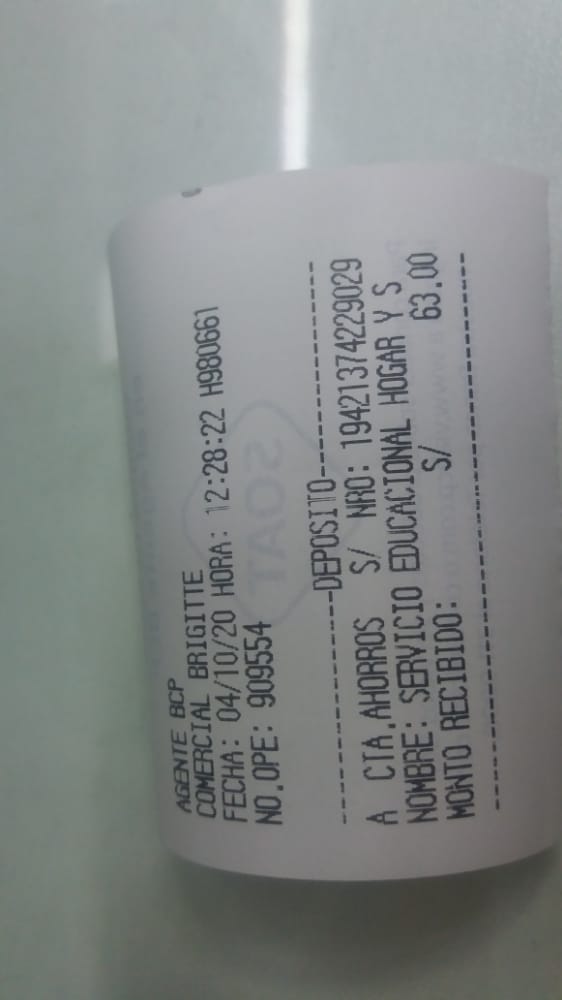 AGENTE BCP
COMERCIAL BRIGITTE
FECHA: 04/10/20 HORA: 12:28:22 H980661
NO.OPE: 909554
----------DEPOSITO----------
A CTA.AHORROS S/ NRO: 19421374229029
NOMBRE: SERVICIO EDUCACIONAL HOGAR Y S
MONTO RECIBIDO: S/ 63.00
SOAT